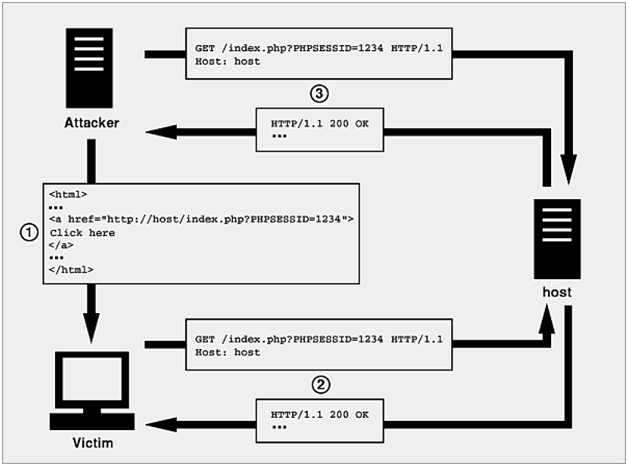 GET /index.php?PHPSESSID=1234 HTTP/1.1
Host: host
③
HTTP/1.1 200 OK
...
Attacker
<html>
...
<a href="http://host/index.php?PHPSESSID=1234">
Click here
</a>
...
</html>
①
host
GET /index.php?PHPSESSID=1234 HTTP/1.1
Host: host
②
HTTP/1.1 200 OK
...
Victim